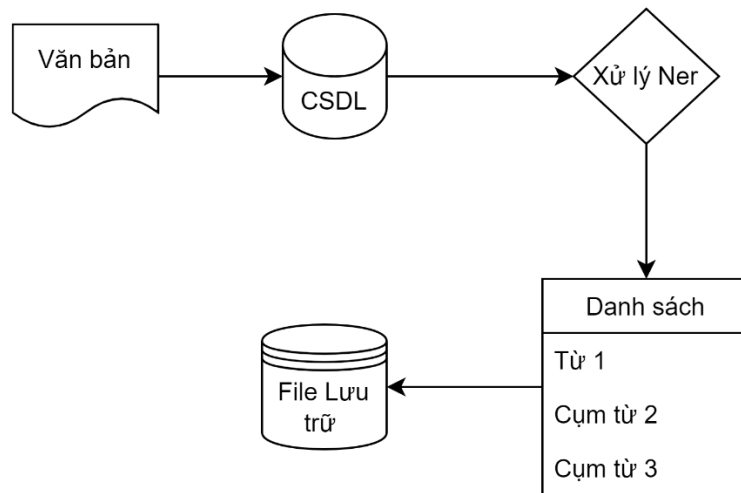 Văn bản
CSDL
Xử lý Ner
Danh sách
Từ 1
Cụm từ 2
Cụm từ 3
File Lưu
trữ